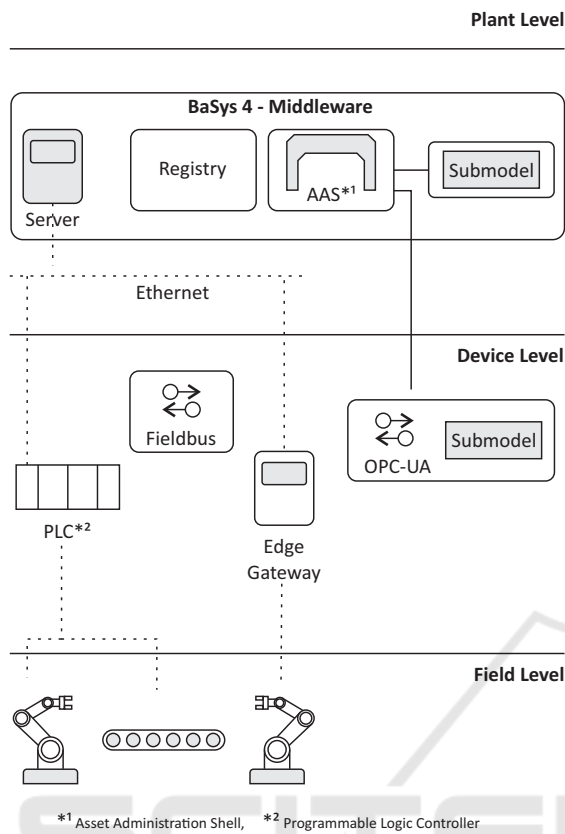 Plant Level
BaSys 4 - Middleware
Server
Registry
AAS*1
Submodel
Ethernet
Device Level
Fieldbus
OPC-UA
Submodel
PLC*2
Edge
Gateway
Field Level
*1 Asset Administration Shell, *2 Programmable Logic Controller